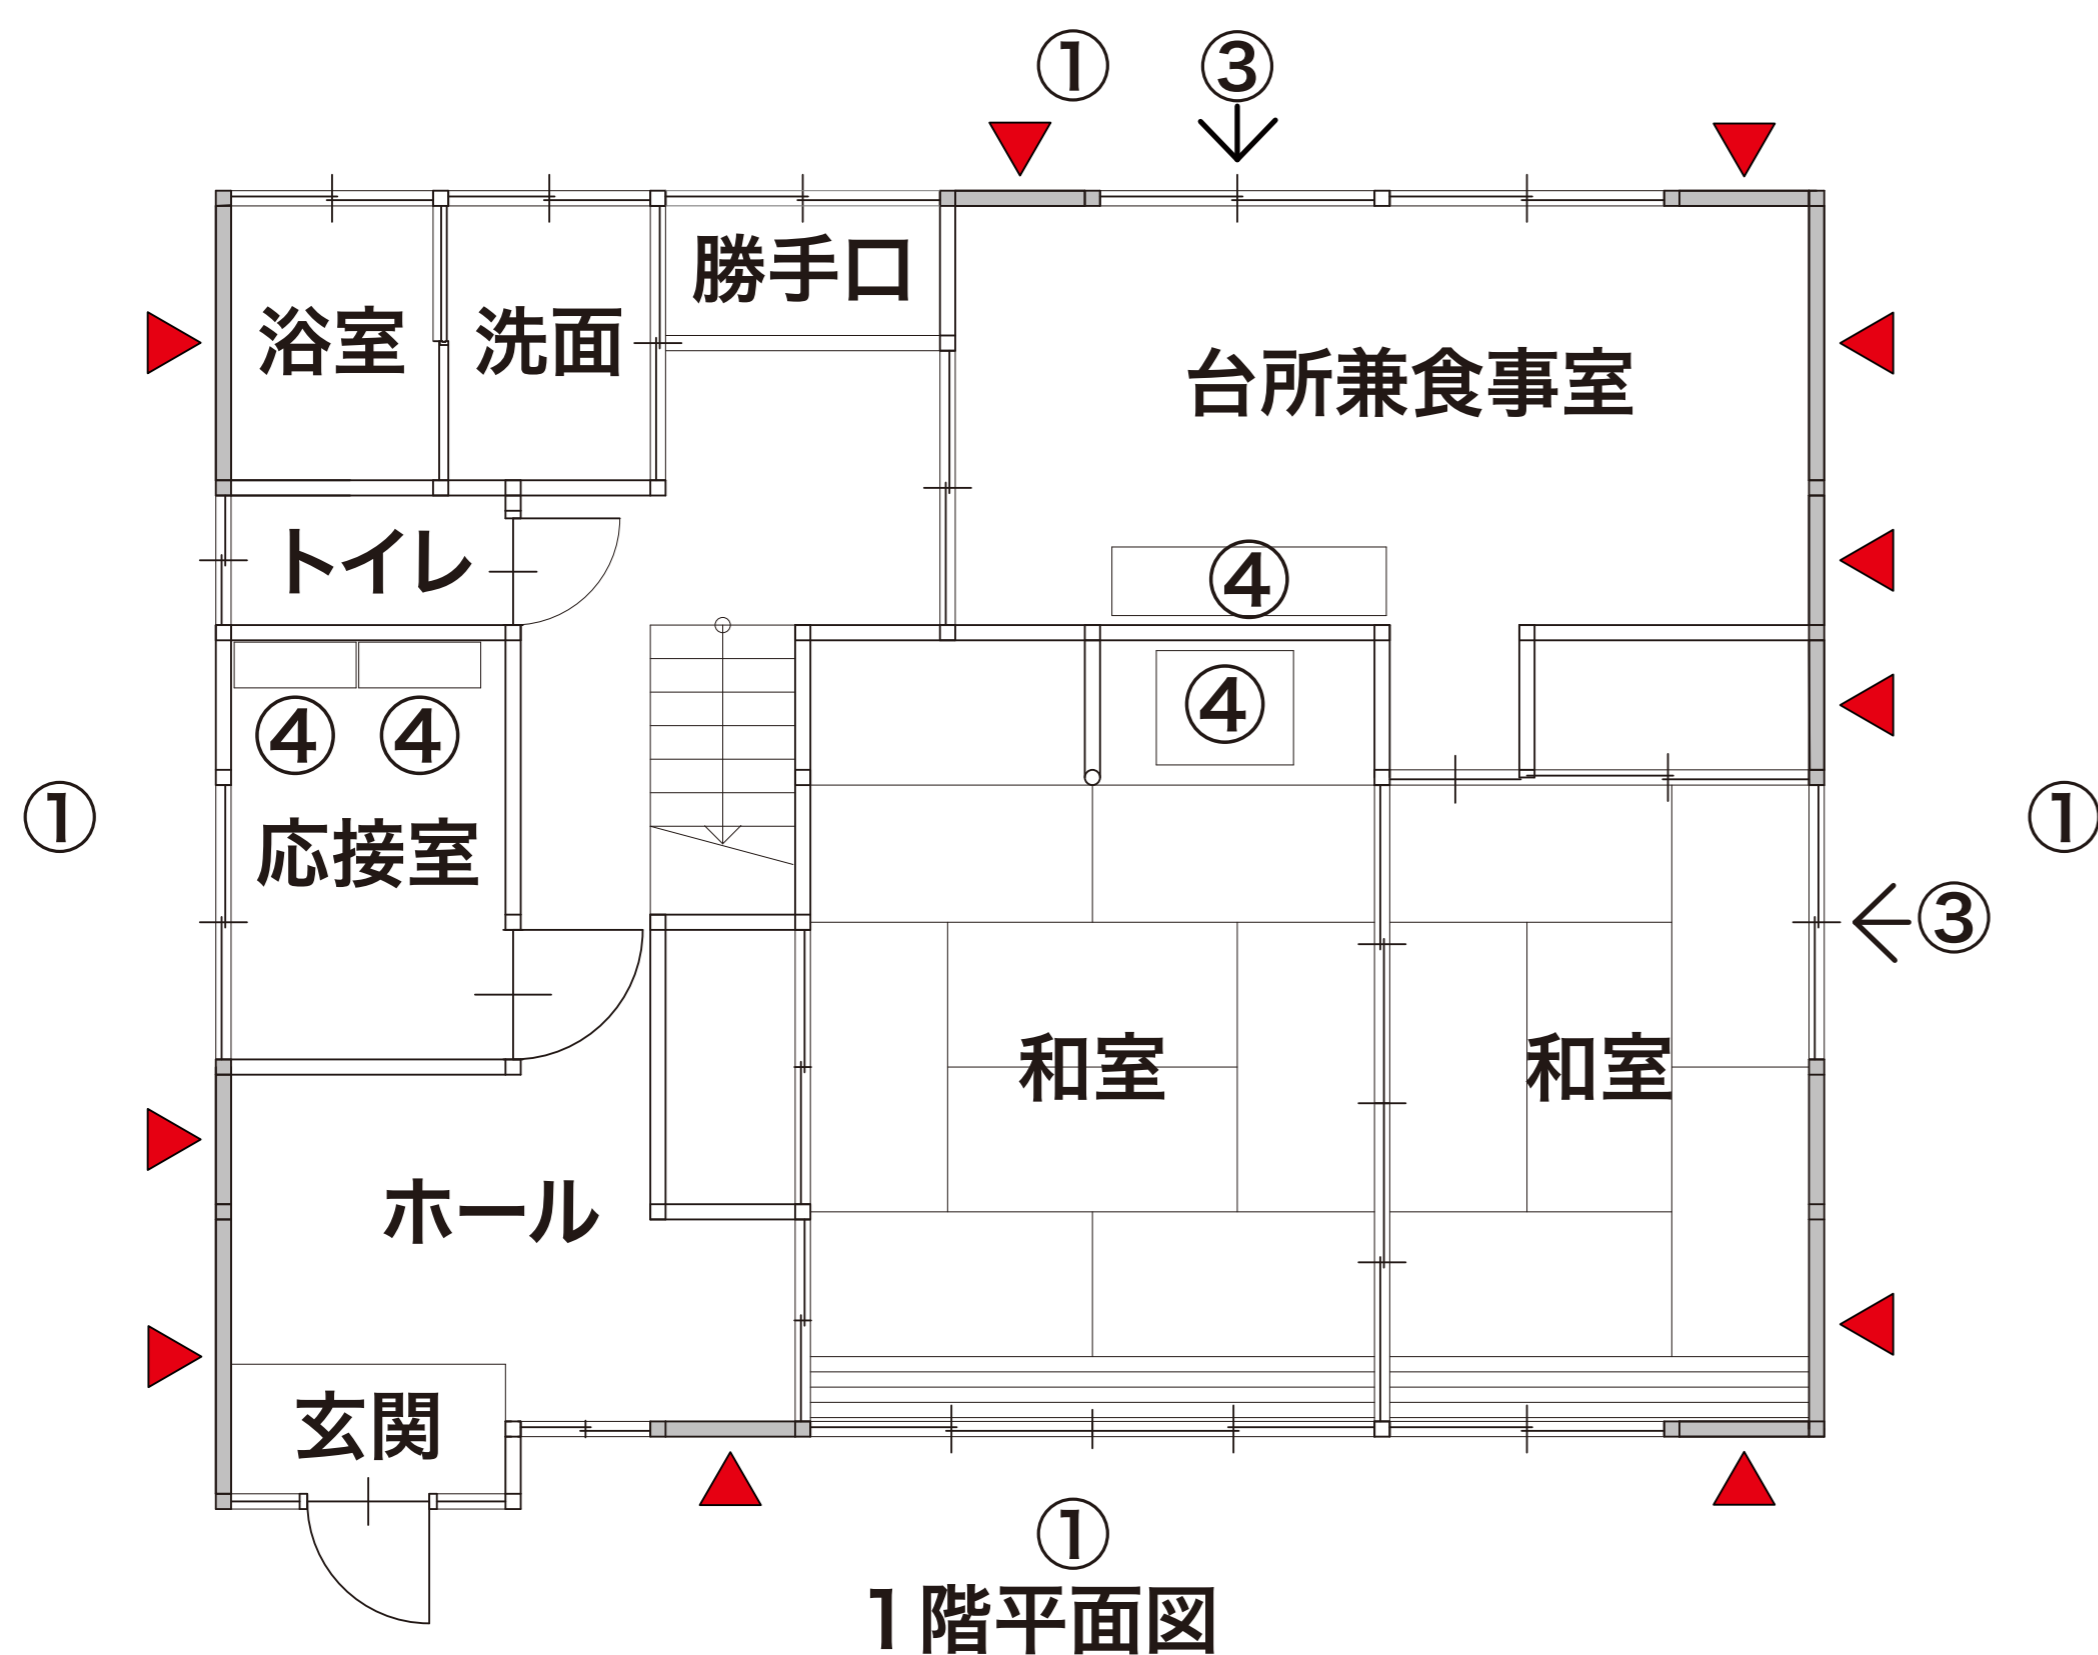 ① ③
勝手口
浴室 洗面
台所兼食事室
トイレ
④
④
④ ④
①
①
応接室
③
和室 和室
ホール
玄関
①
1階平面図